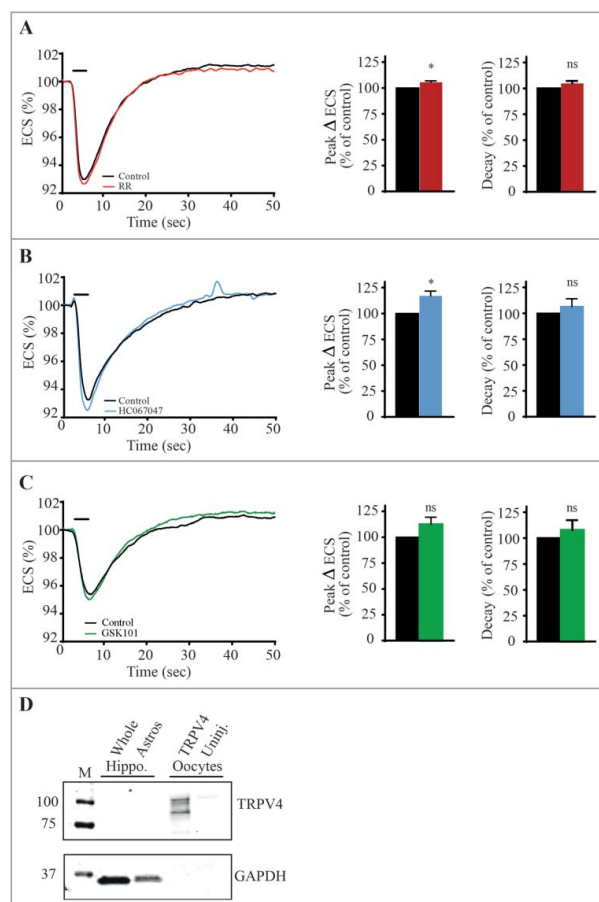 A
102
100
98
96
94
92
ECS (%)
Control
RR
0
10
20
30
40
50
Time (sec)
125
100
75
50
25
0
Peak Δ ECS
(% of control)
*
125
100
75
50
25
0
Decay (% of control)
ns
B
102
100
98
96
94
92
ECS (%)
Control
HC067047
0
10
20
30
40
50
Time (sec)
125
100
75
50
25
0
Peak Δ ECS
(% of control)
*
125
100
75
50
25
0
Decay (% of control)
ns
C
102
100
98
96
94
92
ECS (%)
Control
GSK101
0
10
20
30
40
50
Time (sec)
125
100
75
50
25
0
Peak Δ ECS
(% of control)
ns
125
100
75
50
25
0
Decay (% of control)
ns
D
Whole
Astros
TRPV4
Uninj.
M
Hippo.
Oocytes
100
75
TRPV4
37
GAPDH